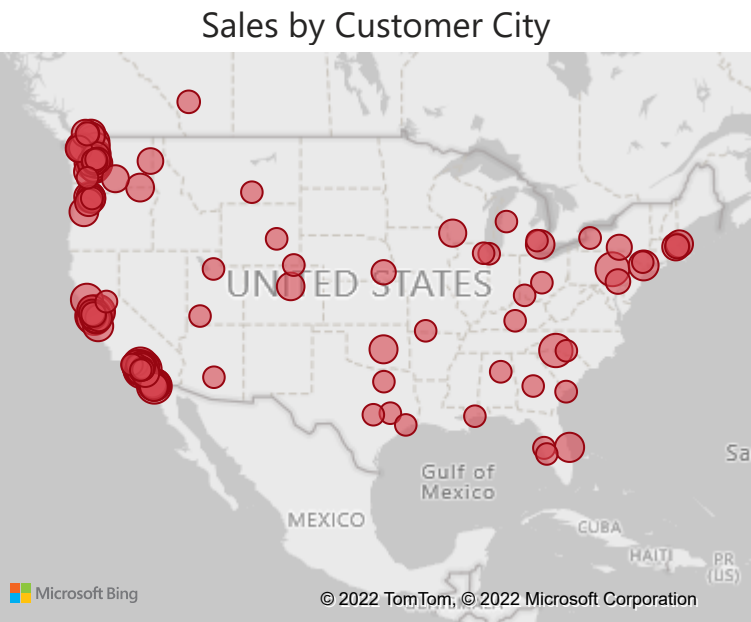 Sales by Customer City
UNITED STATES
Gulf of
Mexico
MEXICO
CUBA
HAITI
Sa
PR
(US)
Microsoft Bing
© 2022 TomTom, © 2022 Microsoft Corporation